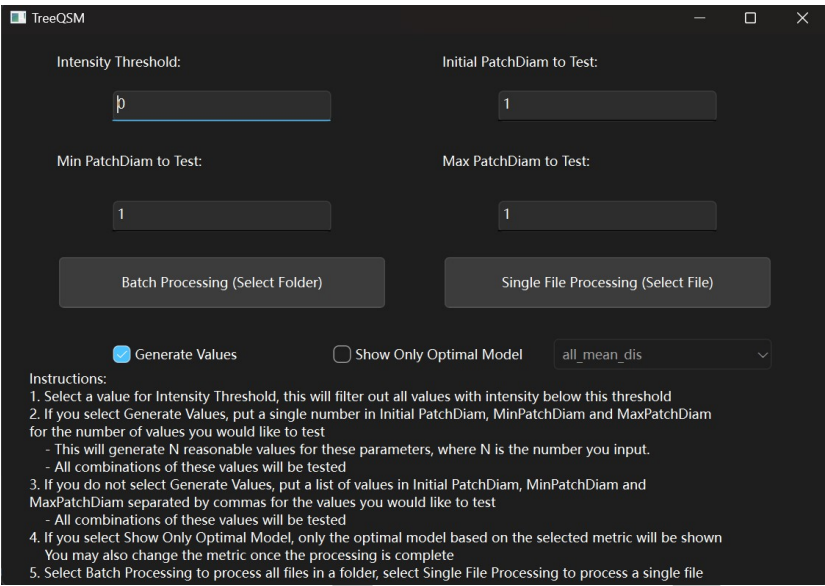 TreeQSM
Intensity Threshold:
Initial PatchDiam to Test:
0
1
Min PatchDiam to Test:
Max PatchDiam to Test:
1
1
Batch Processing (Select Folder)
Single File Processing (Select File)
Generate Values
Show Only Optimal Model
all_mean_dis
Instructions:
1. Select a value for Intensity Threshold, this will filter out all values with intensity below this threshold
2. If you select Generate Values, put a single number in Initial PatchDiam, MinPatchDiam and MaxPatchDiam
for the number of values you would like to test
- This will generate N reasonable values for these parameters, where N is the number you input.
- All combinations of these values will be tested
3. If you do not select Generate Values, put a list of values in Initial PatchDiam, MinPatchDiam and
MaxPatchDiam separated by commas for the values you would like to test
- All combinations of these values will be tested
4. If you select Show Only Optimal Model, only the optimal model based on the selected metric will be shown
You may also change the metric once the processing is complete
5. Select Batch Processing to process all files in a folder, select Single File Processing to process a single file